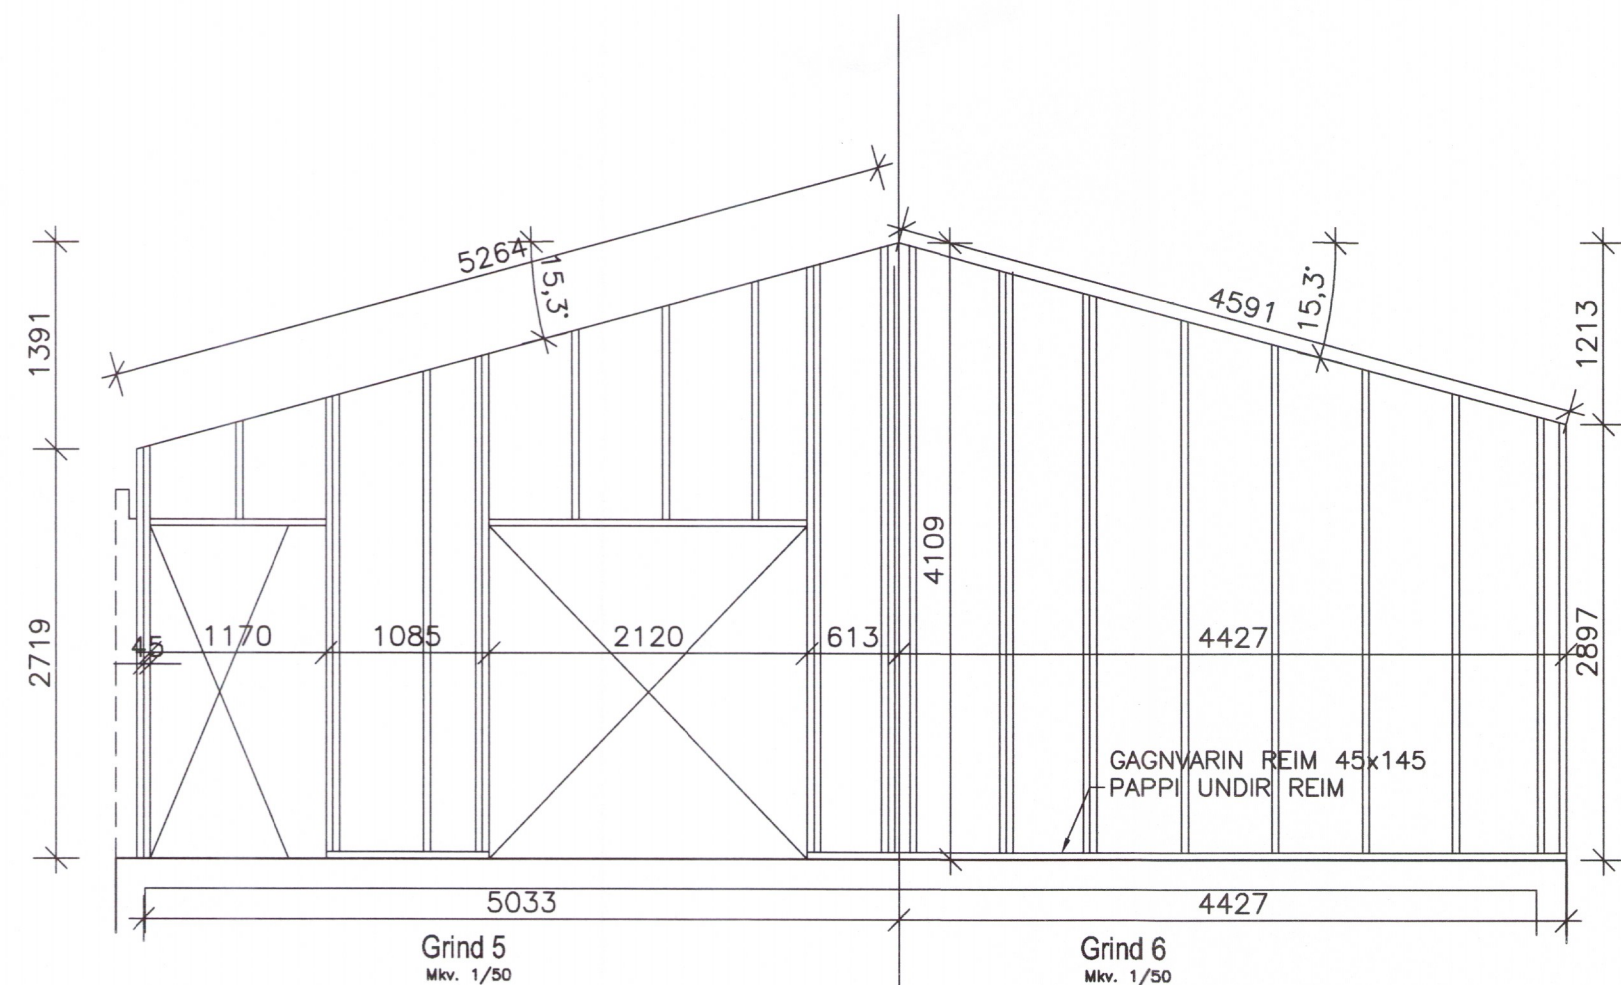 5264
15,3°
4591
15,3°
1391
1213
4109
2719
45
1170
1085
2120
613
4427
2897
GAGNVARIN REIM 45x145
PAPPI UNDIR REIM
5033
4427
Grind 5
Mkv. 1/50
Grind 6
Mkv. 1/50